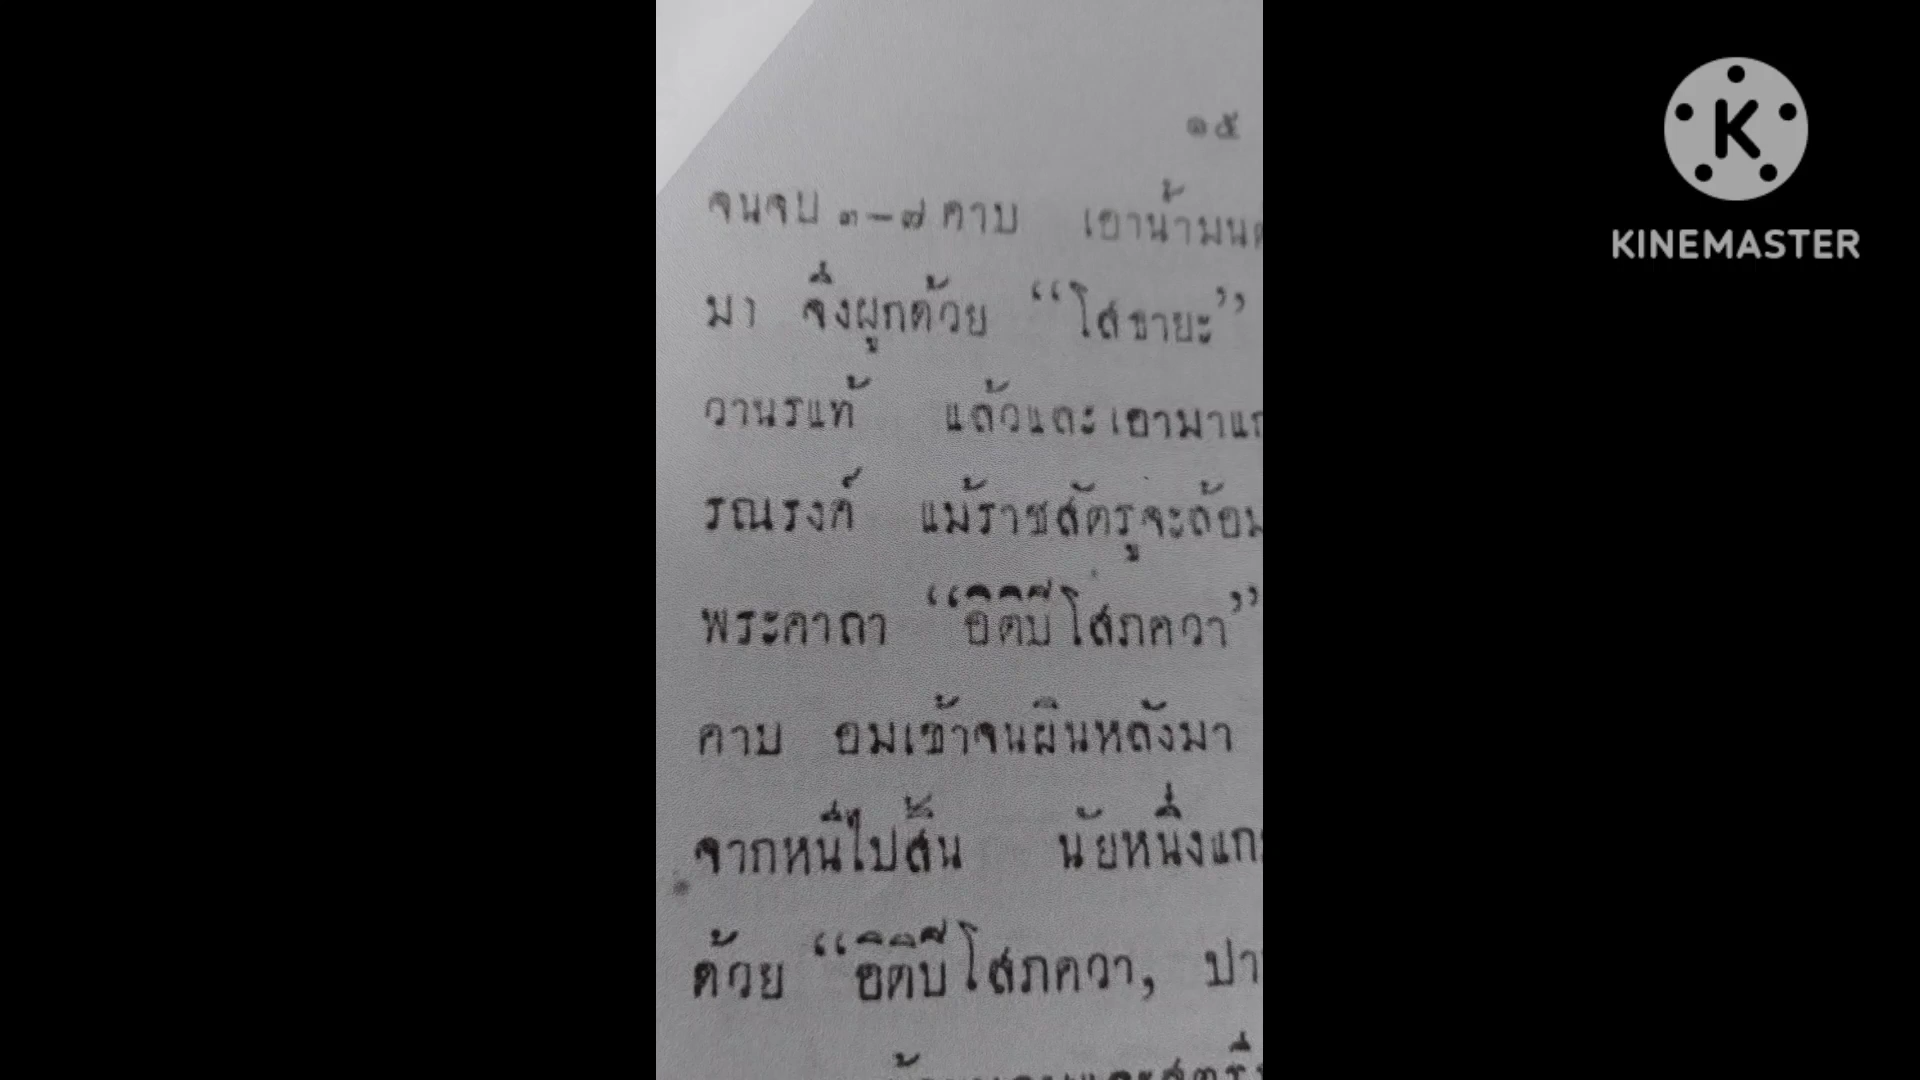 ๑๕
จนจบ ๓–๗ คาบ เอาน้ำมนต์
มา จึ่งผูกด้วย “โสธายะ”
วานรแท้ แล้วแดะเอามาแก
รณรงค์ แม้ราชสัตรูจะล้อม
พระคาถา “อิติปิโสภควา”
คาบ อมเข้าจนผินหลังมา
จากหนีไปสิ้น นัยหนึ่งแก
ด้วย “อิติปิโสภควา, ปา
KINEMASTER